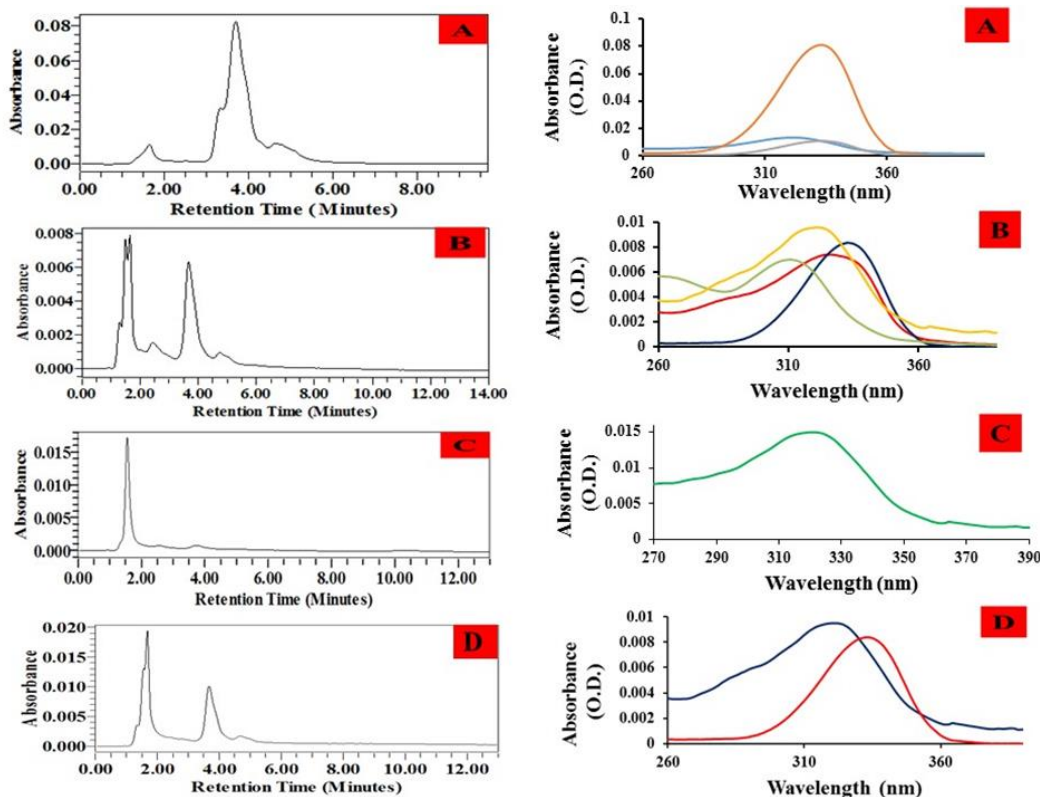 A
Absorbance
0.08
0.06
0.04
0.02
0.00
0.00 2.00 4.00 6.00 8.00
Retention Time ( Minutes)
A
Absorbance
(O.D.)
0.1
0.08
0.06
0.04
0.02
0
260 310 360
Wavelength (nm)
B
Absorbance
0.008
0.006
0.004
0.002
0.000
0.00 2.00 4.00 6.00 8.00 10.00 12.00 14.00
Retention Time (Minutes)
B
Absorbance
(O.D.)
0.01
0.008
0.006
0.004
0.002
0
260 310 360
Wavelength (nm)
C
Absorbance
0.015
0.010
0.005
0.000
0.00 2.00 4.00 6.00 8.00 10.00 12.00
Retention Time (Minutes)
C
Absorbance
(O.D.)
0.015
0.01
0.005
0
270 290 310 330 350 370 390
Wavelength (nm)
D
Absorbance
0.020
0.015
0.010
0.005
0.000
0.00 2.00 4.00 6.00 8.00 10.00 12.00
Retention Time (Minutes)
D
Absorbance
(O.D.)
0.01
0.008
0.006
0.004
0.002
0
260 310 360
Wavelength (nm)